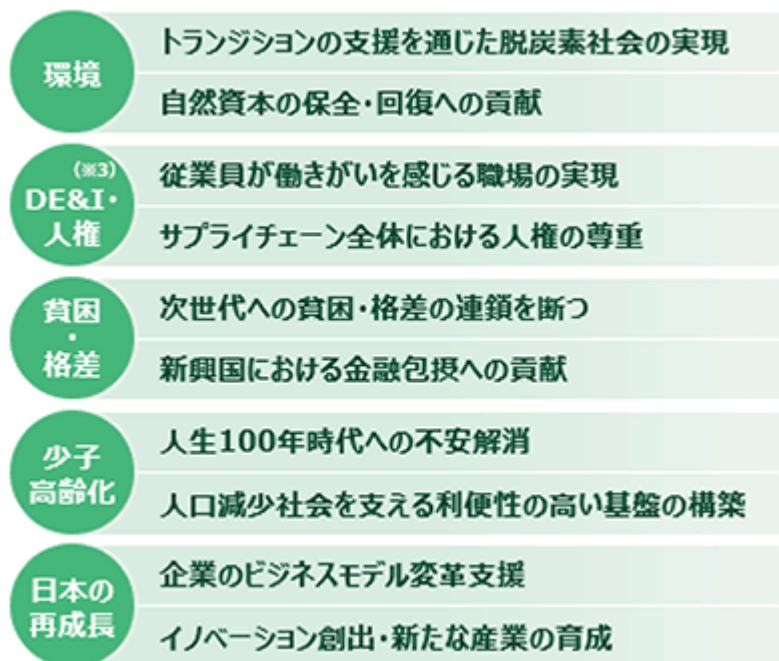 環境
トランジションの支援を通じた脱炭素社会の実現
自然資本の保全・回復への貢献
(※3)
DE&I・
人権
従業員が働きがいを感じる職場の実現
サプライチェーン全体における人権の尊重
貧困
・
格差
次世代への貧困・格差の連鎖を断つ
新興国における金融包摂への貢献
少子
高齢化
人生100年時代への不安解消
人口減少社会を支える利便性の高い基盤の構築
日本の
再成長
企業のビジネスモデル変革支援
イノベーション創出・新たな産業の育成